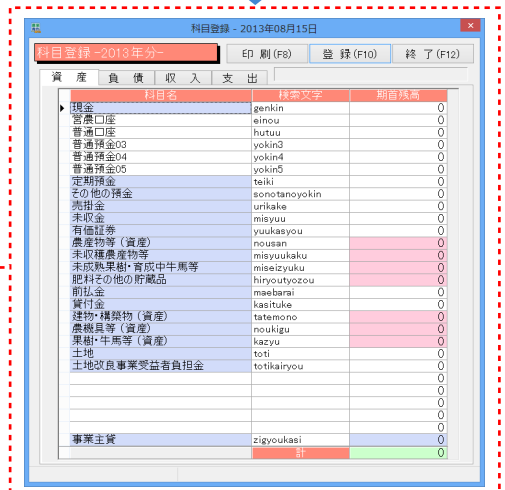 科目登録 - 2013年08月15日
科目登録 -2013年分-
印 刷(F8) 登 録(F10) 終 了(F12)
資 産 負 債 収 入 支 出
科目名 検索文字 期首残高
現金 genkin 0
営農口座 einou 0
普通口座 hutuu 0
普通預金03 yokin3 0
普通預金04 yokin4 0
普通預金05 yokin5 0
定期預金 teiki 0
その他の預金 sonotanoyokin 0
売掛金 urikake 0
未収金 misyuu 0
有価証券 yuukasyou 0
農産物等(資産) nousan 0
未収穫農産物等 misyuukaku 0
未成熟果樹・育成中牛馬等 miseizyuku 0
肥料その他の貯蔵品 hiryoutyozou 0
前払金 maebarai 0
貸付金 kasituke 0
建物・構築物(資産) tatemono 0
農機具等(資産) noukigu 0
果樹・牛馬等(資産) kazyu 0
土地 toti 0
土地改良事業受益者負担金 totikairyou 0
0
0
0
0
事業主貸 zigyoukasi 0
計 0